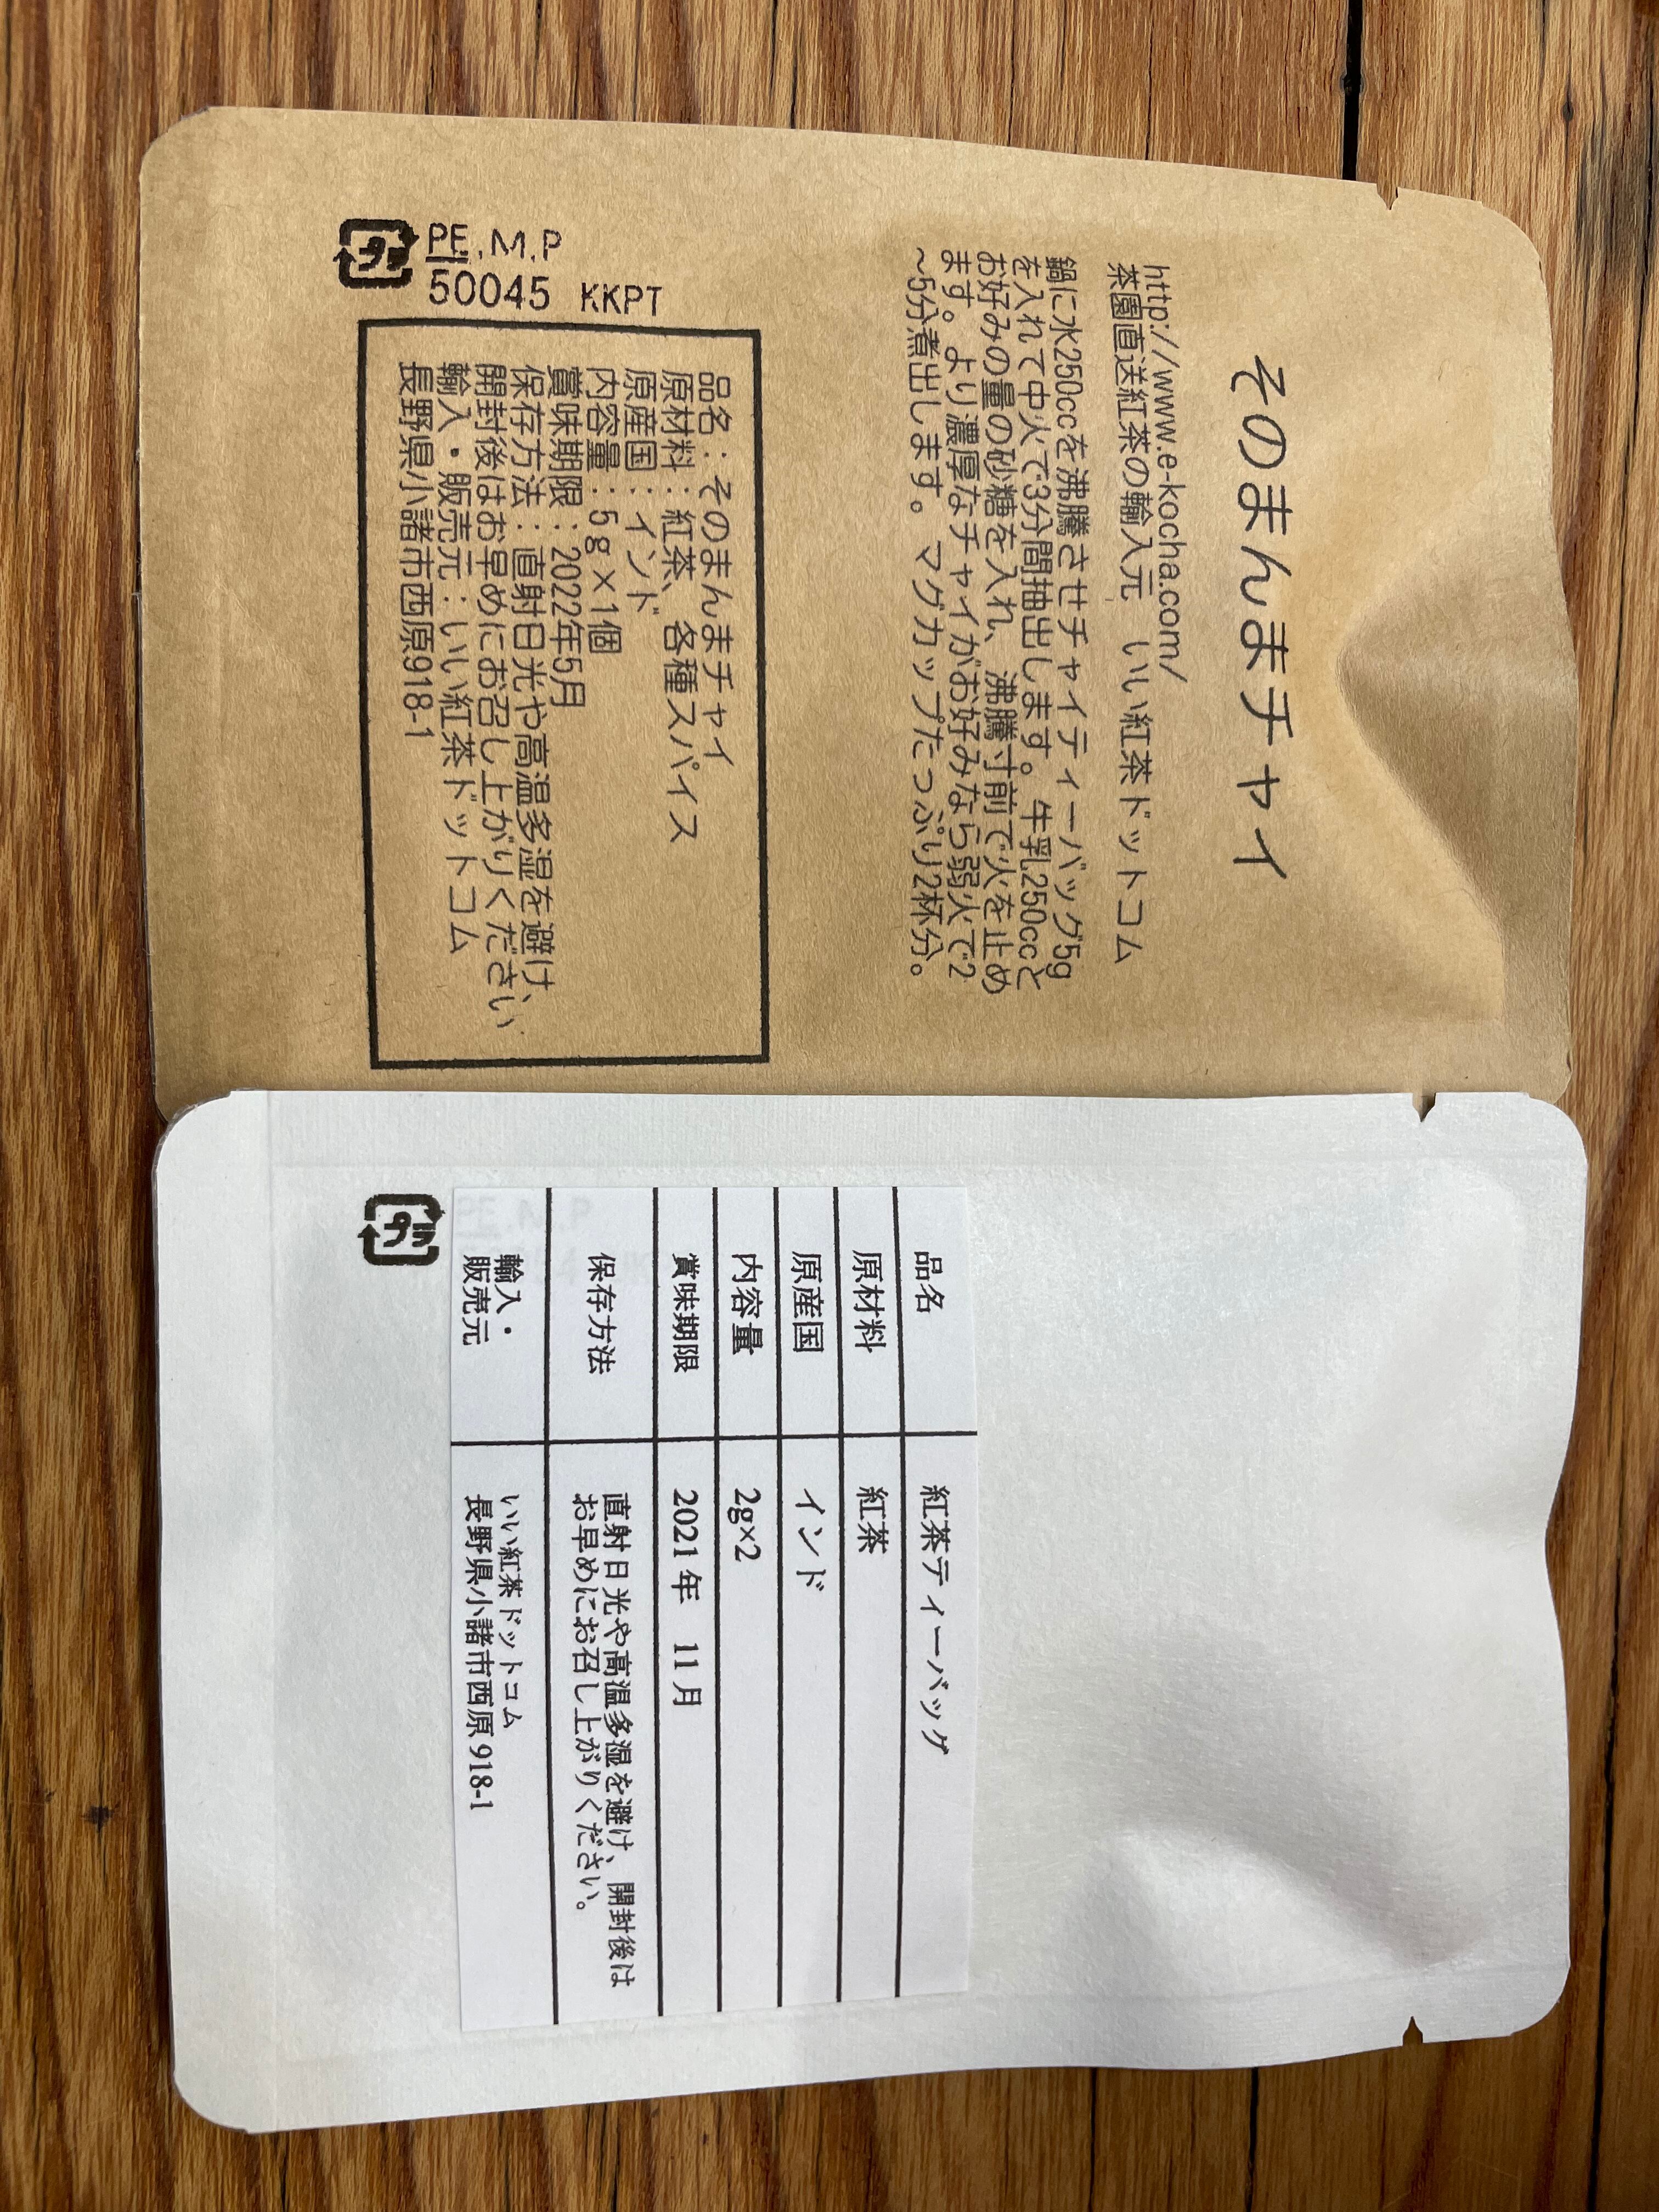 そのまんまチャイ
http://www.e-kocha.com/
茶園直送紅茶の輸入元　いい紅茶ドットコム
鍋に水250ccを沸騰させチャイティーバッグ5g
を入れて中火で3分間抽出します。牛乳250ccと
お好みの量の砂糖を入れ、沸騰寸前で火を止め
ます。より濃厚なチャイがお好みなら弱火で2
～5分煮出します。マグカップたっぷり2杯分。
品名：そのまんまチャイ
原材料：紅茶、各種スパイス
原産国：インド
内容量：5g×1個
賞味期限：2022年5月
保存方法：直射日光や高温多湿を避け、
開封後はお早めにお召し上がりください
輸入・販売元：いい紅茶ドットコム
長野県小諸市西原918-1
プラ
PE.M.P
50045 KKPT
品名 紅茶ティーバッグ
原材料 紅茶
原産国 インド
内容量 2g×2
賞味期限 2021年 11月
保存方法 直射日光や高温多湿を避け、開封後は
お早めにお召し上がりください。
輸入・ いい紅茶ドットコム
販売元 長野県小諸市西原 918-1
プラ
PE.M.P